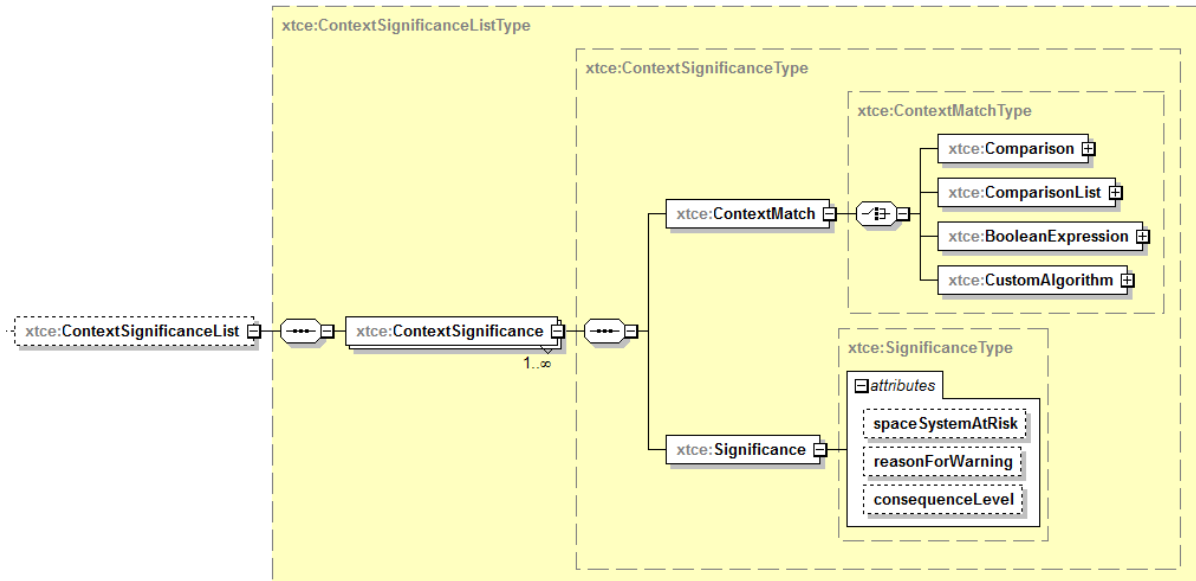 xtce:ContextSignificanceListType
xtce:ContextSignificanceType
xtce:ContextMatchType
xtce:Comparison
xtce:ComparisonList
xtce:ContextMatch
xtce:BooleanExpression
xtce:CustomAlgorithm
xtce:ContextSignificanceList
xtce:ContextSignificance
1..∞
xtce:SignificanceType
attributes
spaceSystemAtRisk
xtce:Significance
reasonForWarning
consequenceLevel